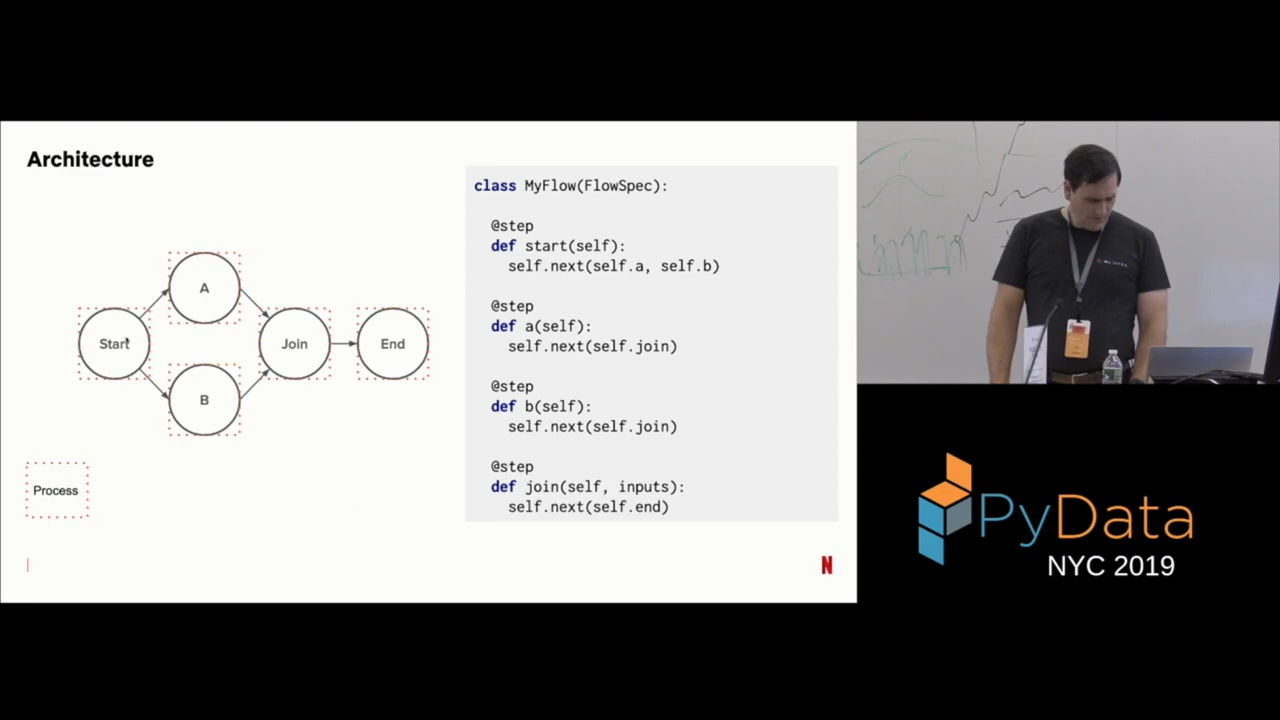 Architecture
A
Start
Join
End
B
Process
class MyFlow(FlowSpec):
@step
def start(self):
self.next(self.a, self.b)
@step
def a(self):
self.next(self.join)
@step
def b(self):
self.next(self.join)
@step
def join(self, inputs):
self.next(self.end)
N
PyData
NYC 2019